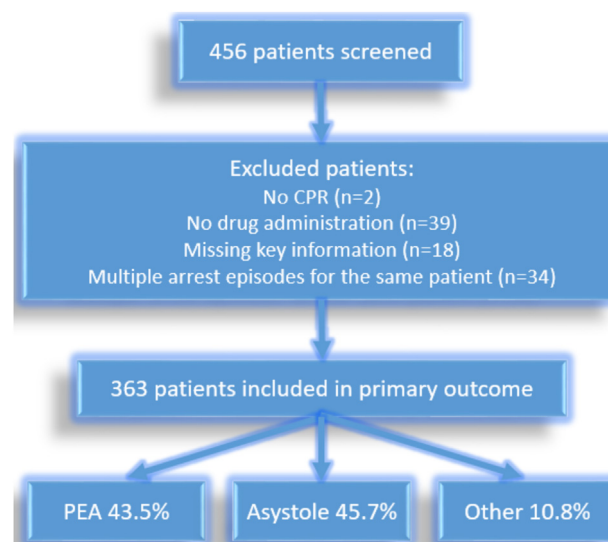 456 patients screened
Excluded patients:
No CPR (n=2)
No drug administration (n=39)
Missing key information (n=18)
Multiple arrest episodes for the same patient (n=34)
363 patients included in primary outcome
PEA 43.5%
Asystole 45.7%
Other 10.8%